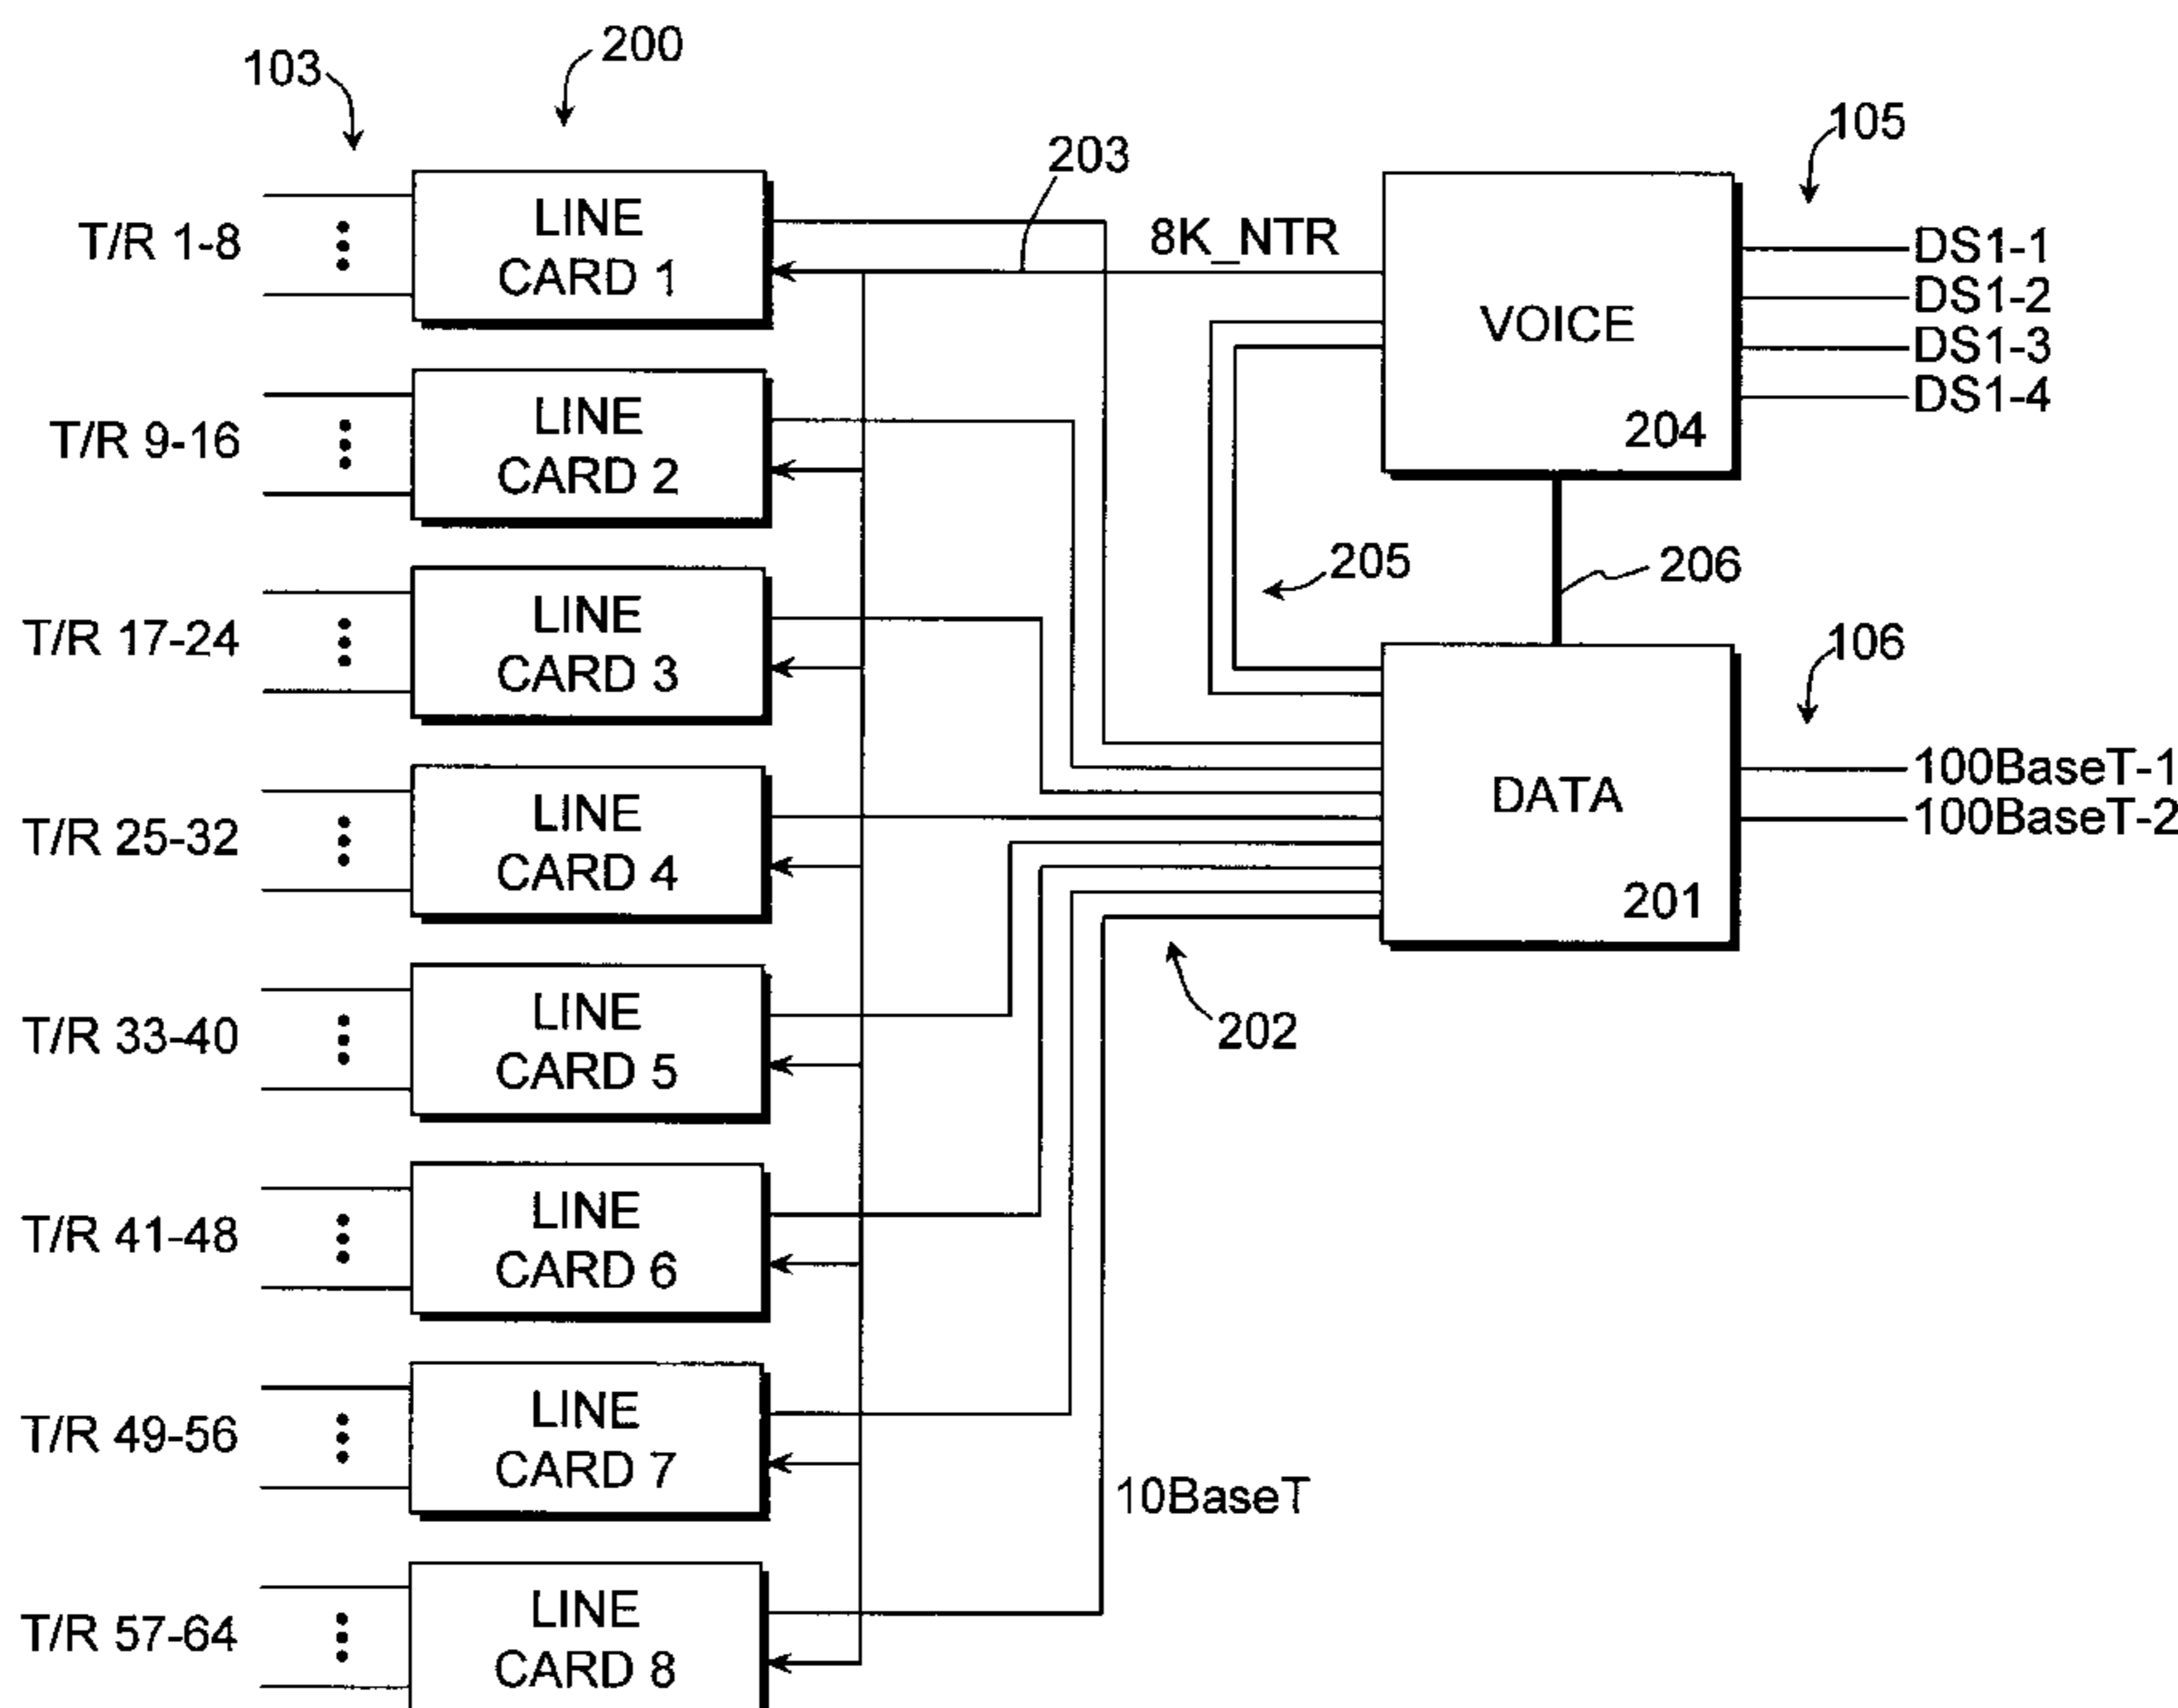 103
200
203
105
T/R 1-8
LINE
CARD 1
8K_NTR
VOICE
204
DS1-1
DS1-2
DS1-3
DS1-4
T/R 9-16
LINE
CARD 2
205
206
T/R 17-24
LINE
CARD 3
106
T/R 25-32
LINE
CARD 4
DATA
201
100BaseT-1
100BaseT-2
T/R 33-40
LINE
CARD 5
202
T/R 41-48
LINE
CARD 6
T/R 49-56
LINE
CARD 7
10BaseT
T/R 57-64
LINE
CARD 8